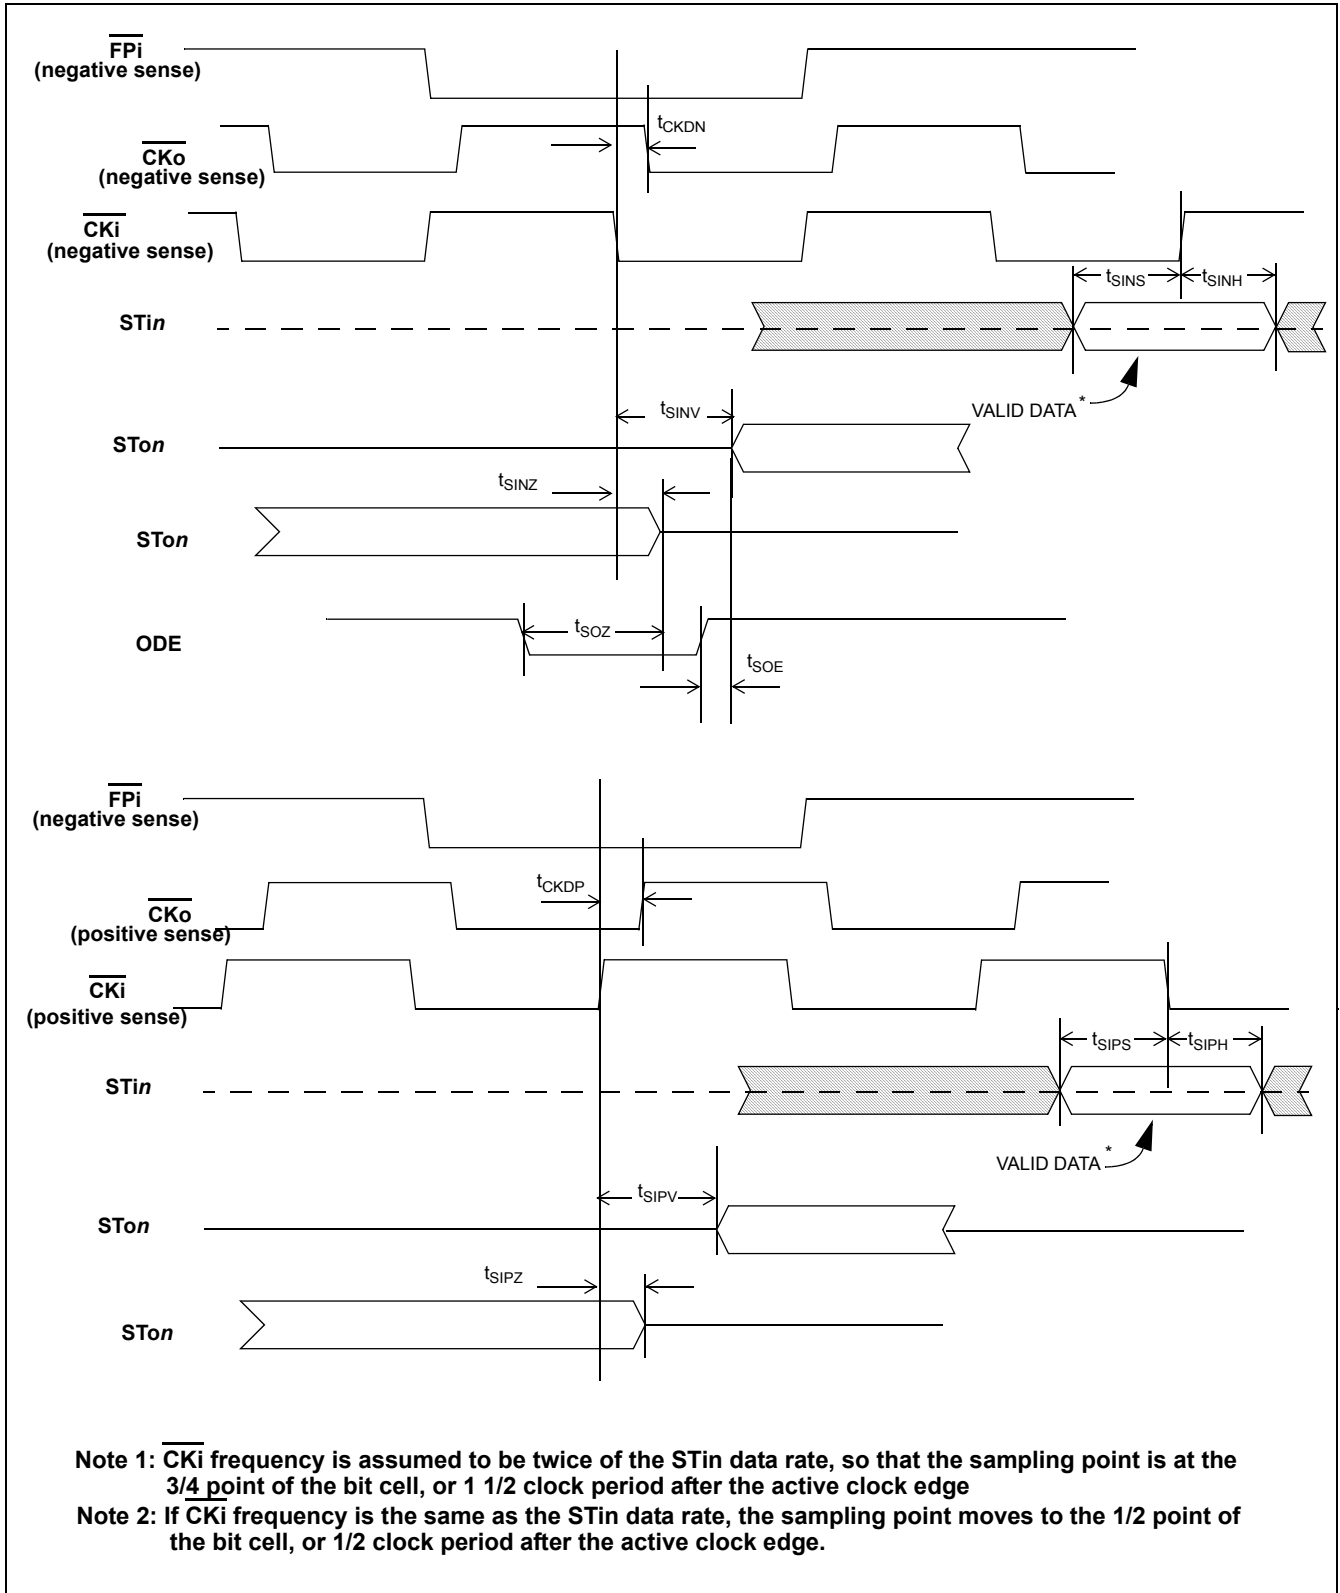 FPi
(negative sense)
tCKDN
CKo
(negative sense)
CKi
(negative sense)
tSINS
tSINH
STin
VALID DATA *
tSINV
STon
tSINZ
STon
tSOZ
ODE
tSOE
FPi
(negative sense)
tCKDP
CKo
(positive sense)
CKi
(positive sense)
tSIPS
tSIPH
STin
VALID DATA *
tSIPV
STon
tSIPZ
STon
Note 1: CKi frequency is assumed to be twice of the STin data rate, so that the sampling point is at the
3/4 point of the bit cell, or 1 1/2 clock period after the active clock edge
Note 2: If CKi frequency is the same as the STin data rate, the sampling point moves to the 1/2 point of
the bit cell, or 1/2 clock period after the active clock edge.